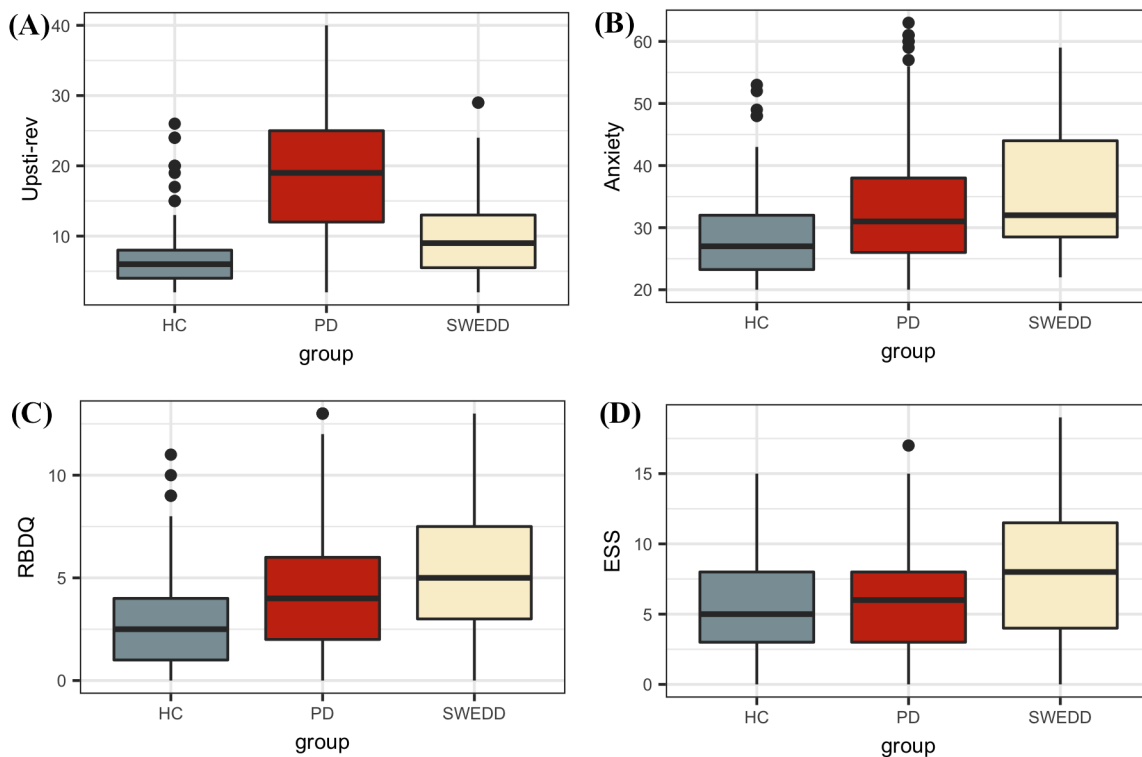 (A)
Upsti-rev
40
30
20
10
HC PD SWEDD
group
(B)
Anxiety
60
50
40
30
20
HC PD SWEDD
group
(C)
RBDQ
10
5
0
HC PD SWEDD
group
(D)
ESS
15
10
5
0
HC PD SWEDD
group